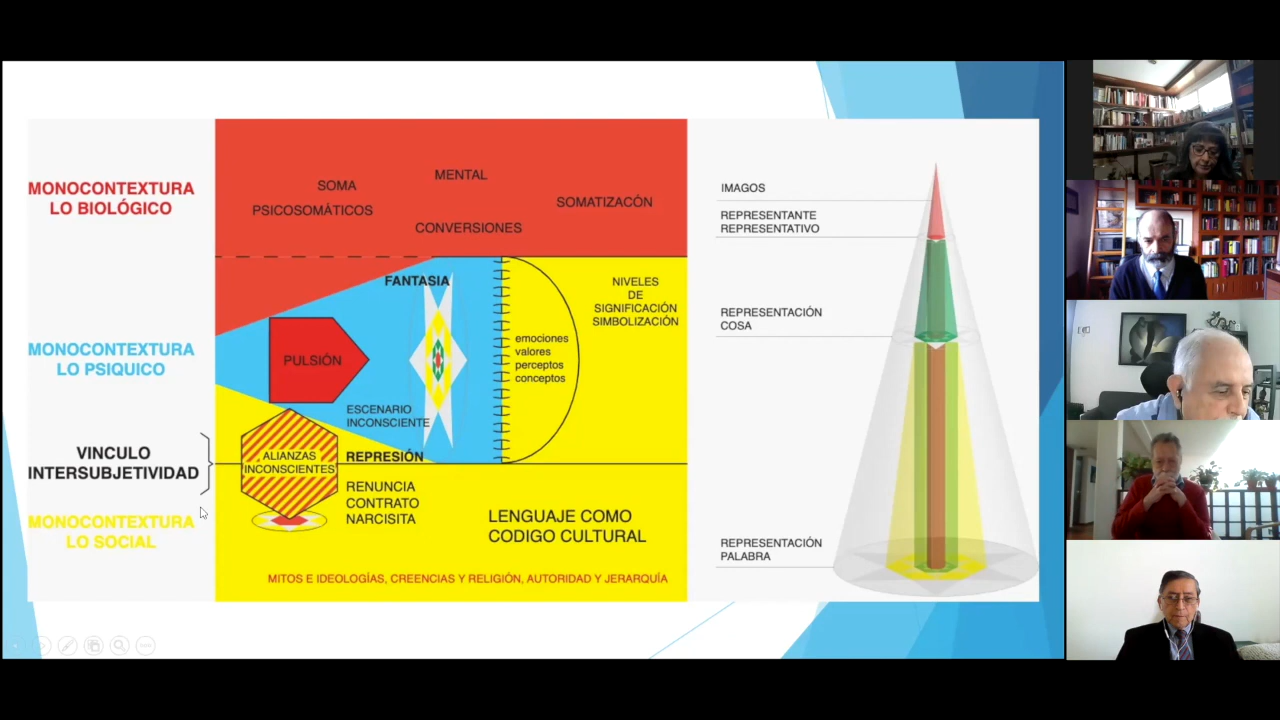 MONOCONTEXTURA
LO BIOLÓGICO
MONOCONTEXTURA
LO PSIQUICO
VINCULO
INTERSUBJETIVIDAD
MONOCONTEXTURA
LO SOCIAL
SOMA
MENTAL
PSICOSOMÁTICOS
SOMATIZACÓN
CONVERSIONES
FANTASIA
NIVELES
DE
SIGNIFICACIÓN
SIMBOLIZACIÓN
PULSIÓN
emociones
valores
perceptos
conceptos
ESCENARIO
INCONSCIENTE
ALIANZAS
INCONSCIENTES
REPRESIÓN
RENUNCIA
CONTRATO
NARCISITA
LENGUAJE COMO
CODIGO CULTURAL
MITOS E IDEOLOGÍAS, CREENCIAS Y RELIGIÓN, AUTORIDAD Y JERARQUÍA
IMAGOS
REPRESENTANTE
REPRESENTATIVO
REPRESENTACIÓN
COSA
REPRESENTACIÓN
PALABRA